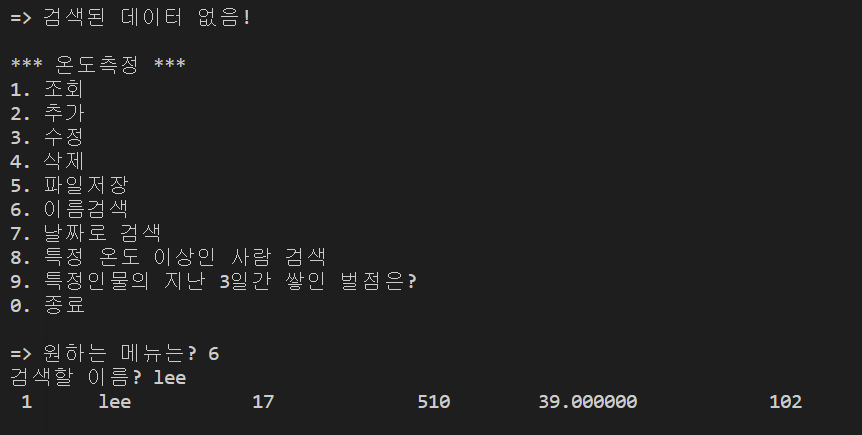 => 검색된 데이터 없음!
*** 온도측정 ***
1. 조회
2. 추가
3. 수정
4. 삭제
5. 파일저장
6. 이름검색
7. 날짜로 검색
8. 특정 온도 이상인 사람 검색
9. 특정인물의 지난 3일간 쌓인 벌점은?
0. 종료
=> 원하는 메뉴는? 6
검색할 이름? lee
1 lee 17 510 39.000000 102